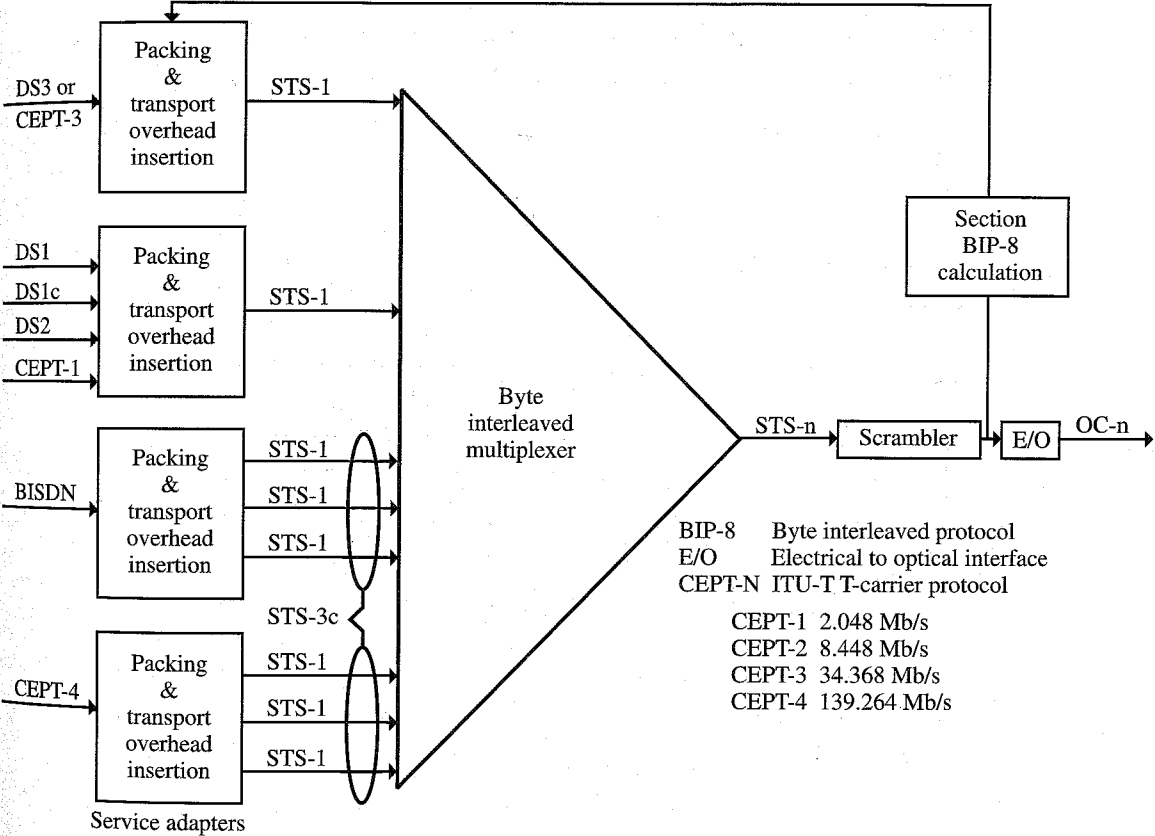 DS3 or
CEPT-3
Packing
&
transport
overhead
insertion
STS-1
DS1
DS1c
DS2
CEPT-1
Packing
&
transport
overhead
insertion
STS-1
BISDN
Packing
&
transport
overhead
insertion
STS-1
STS-1
STS-1
STS-3c
CEPT-4
Packing
&
transport
overhead
insertion
STS-1
STS-1
STS-1
Service adapters
Byte
interleaved
multiplexer
STS-n
Scrambler
E/O
OC-n
Section
BIP-8
calculation
BIP-8 Byte interleaved protocol
E/O Electrical to optical interface
CEPT-N ITU-T T-carrier protocol
CEPT-1 2.048 Mb/s
CEPT-2 8.448 Mb/s
CEPT-3 34.368 Mb/s
CEPT-4 139.264 Mb/s